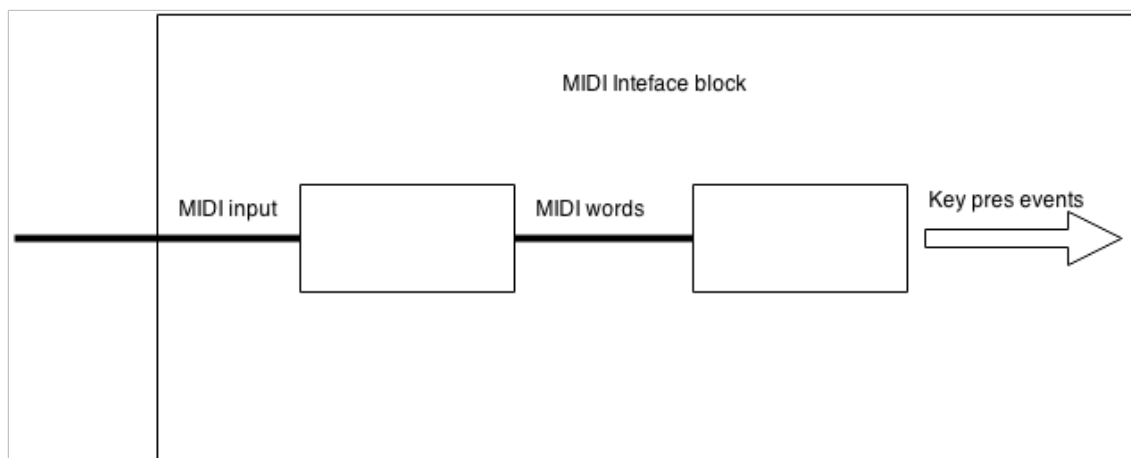 MIDI Inteface block
MIDI input
MIDI words
Key pres events